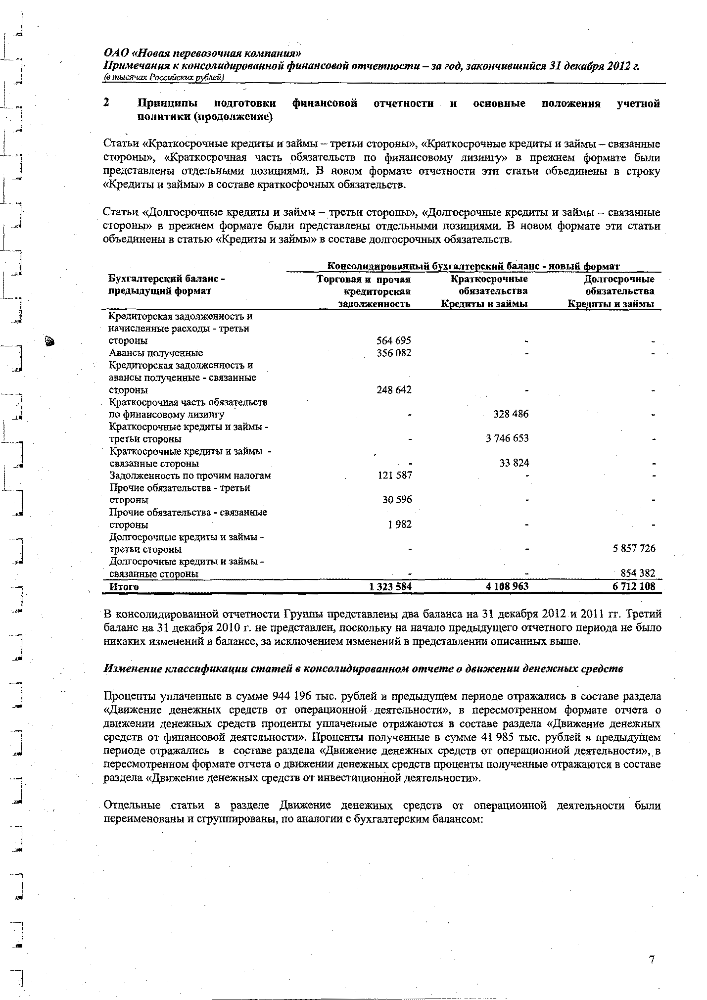 ОАО «Новая перевозочная компания»
Примечания к консолидированной финансовой отчетности – за год, закончившийся 31 декабря 2012 г.
(в тысячах Российских рублей)
2 Принципы подготовки финансовой отчетности и основные положения учетной
политики (продолжение)
Статьи «Краткосрочные кредиты и займы – третьи стороны», «Краткосрочные кредиты и займы – связанные
стороны», «Краткосрочная часть обязательств по финансовому лизингу» в прежнем формате были
представлены отдельными позициями. В новом формате отчетности эти статьи объединены в строку
«Кредиты и займы» в составе краткосрочных обязательств.
Статьи «Долгосрочные кредиты и займы – третьи стороны», «Долгосрочные кредиты и займы – связанные
стороны» в прежнем формате были представлены отдельными позициями. В новом формате эти статьи
объединены в статью «Кредиты и займы» в составе долгосрочных обязательств.
Консолидированный бухгалтерский баланс - новый формат
Бухгалтерский баланс - Торговая и прочая Краткосрочные Долгосрочные
предыдущий формат кредиторская обязательства обязательства
задолженность Кредиты и займы Кредиты и займы
Кредиторская задолженность и
начисленные расходы - третьи
стороны 564 695 - -
Авансы полученные 356 082 - -
Кредиторская задолженность и
авансы полученные - связанные
стороны 248 642 - -
Краткосрочная часть обязательств
по финансовому лизингу - 328 486 -
Краткосрочные кредиты и займы -
третьи стороны - 3 746 653 -
Краткосрочные кредиты и займы -
связанные стороны - 33 824 -
Задолженность по прочим налогам 121 587 - -
Прочие обязательства - третьи
стороны 30 596 - -
Прочие обязательства - связанные
стороны 1 982 - -
Долгосрочные кредиты и займы -
третьи стороны - - 5 857 726
Долгосрочные кредиты и займы -
связанные стороны - - 854 382
Итого 1 323 584 4 108 963 6 712 108
В консолидированной отчетности Группы представлены два баланса на 31 декабря 2012 и 2011 гг. Третий
баланс на 31 декабря 2010 г. не представлен, поскольку на начало предыдущего отчетного периода не было
никаких изменений в балансе, за исключением изменений в представлении описанных выше.
Изменение классификации статей в консолидированном отчете о движении денежных средств
Проценты уплаченные в сумме 944 196 тыс. рублей в предыдущем периоде отражались в составе раздела
«Движение денежных средств от операционной деятельности», в пересмотренном формате отчета о
движении денежных средств проценты уплаченные отражаются в составе раздела «Движение денежных
средств от финансовой деятельности». Проценты полученные в сумме 41 985 тыс. рублей в предыдущем
периоде отражались в составе раздела «Движение денежных средств от операционной деятельности», в
пересмотренном формате отчета о движении денежных средств проценты полученные отражаются в составе
раздела «Движение денежных средств от инвестиционной деятельности».
Отдельные статьи в разделе Движение денежных средств от операционной деятельности были
переименованы и сгруппированы, по аналогии с бухгалтерским балансом:
7